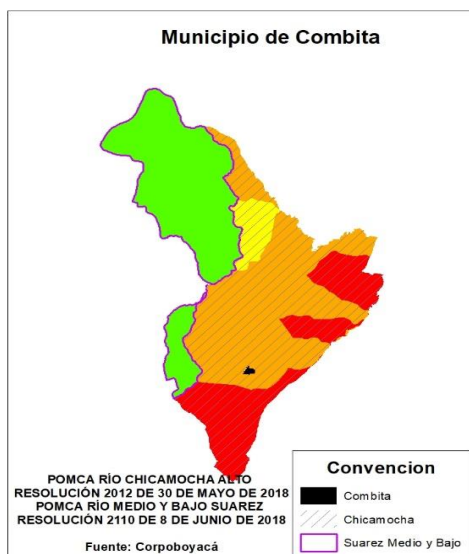 Municipio de Combita
POMCA RÍO CHICAMOCHA ALTO
RESOLUCIÓN 2012 DE 30 DE MAYO DE 2018
POMCA RÍO MEDIO Y BAJO SUAREZ
RESOLUCIÓN 2110 DE 8 DE JUNIO DE 2018
Fuente: Corpoboyacá
Convencion
Combita
Chicamocha
Suarez Medio y Bajo